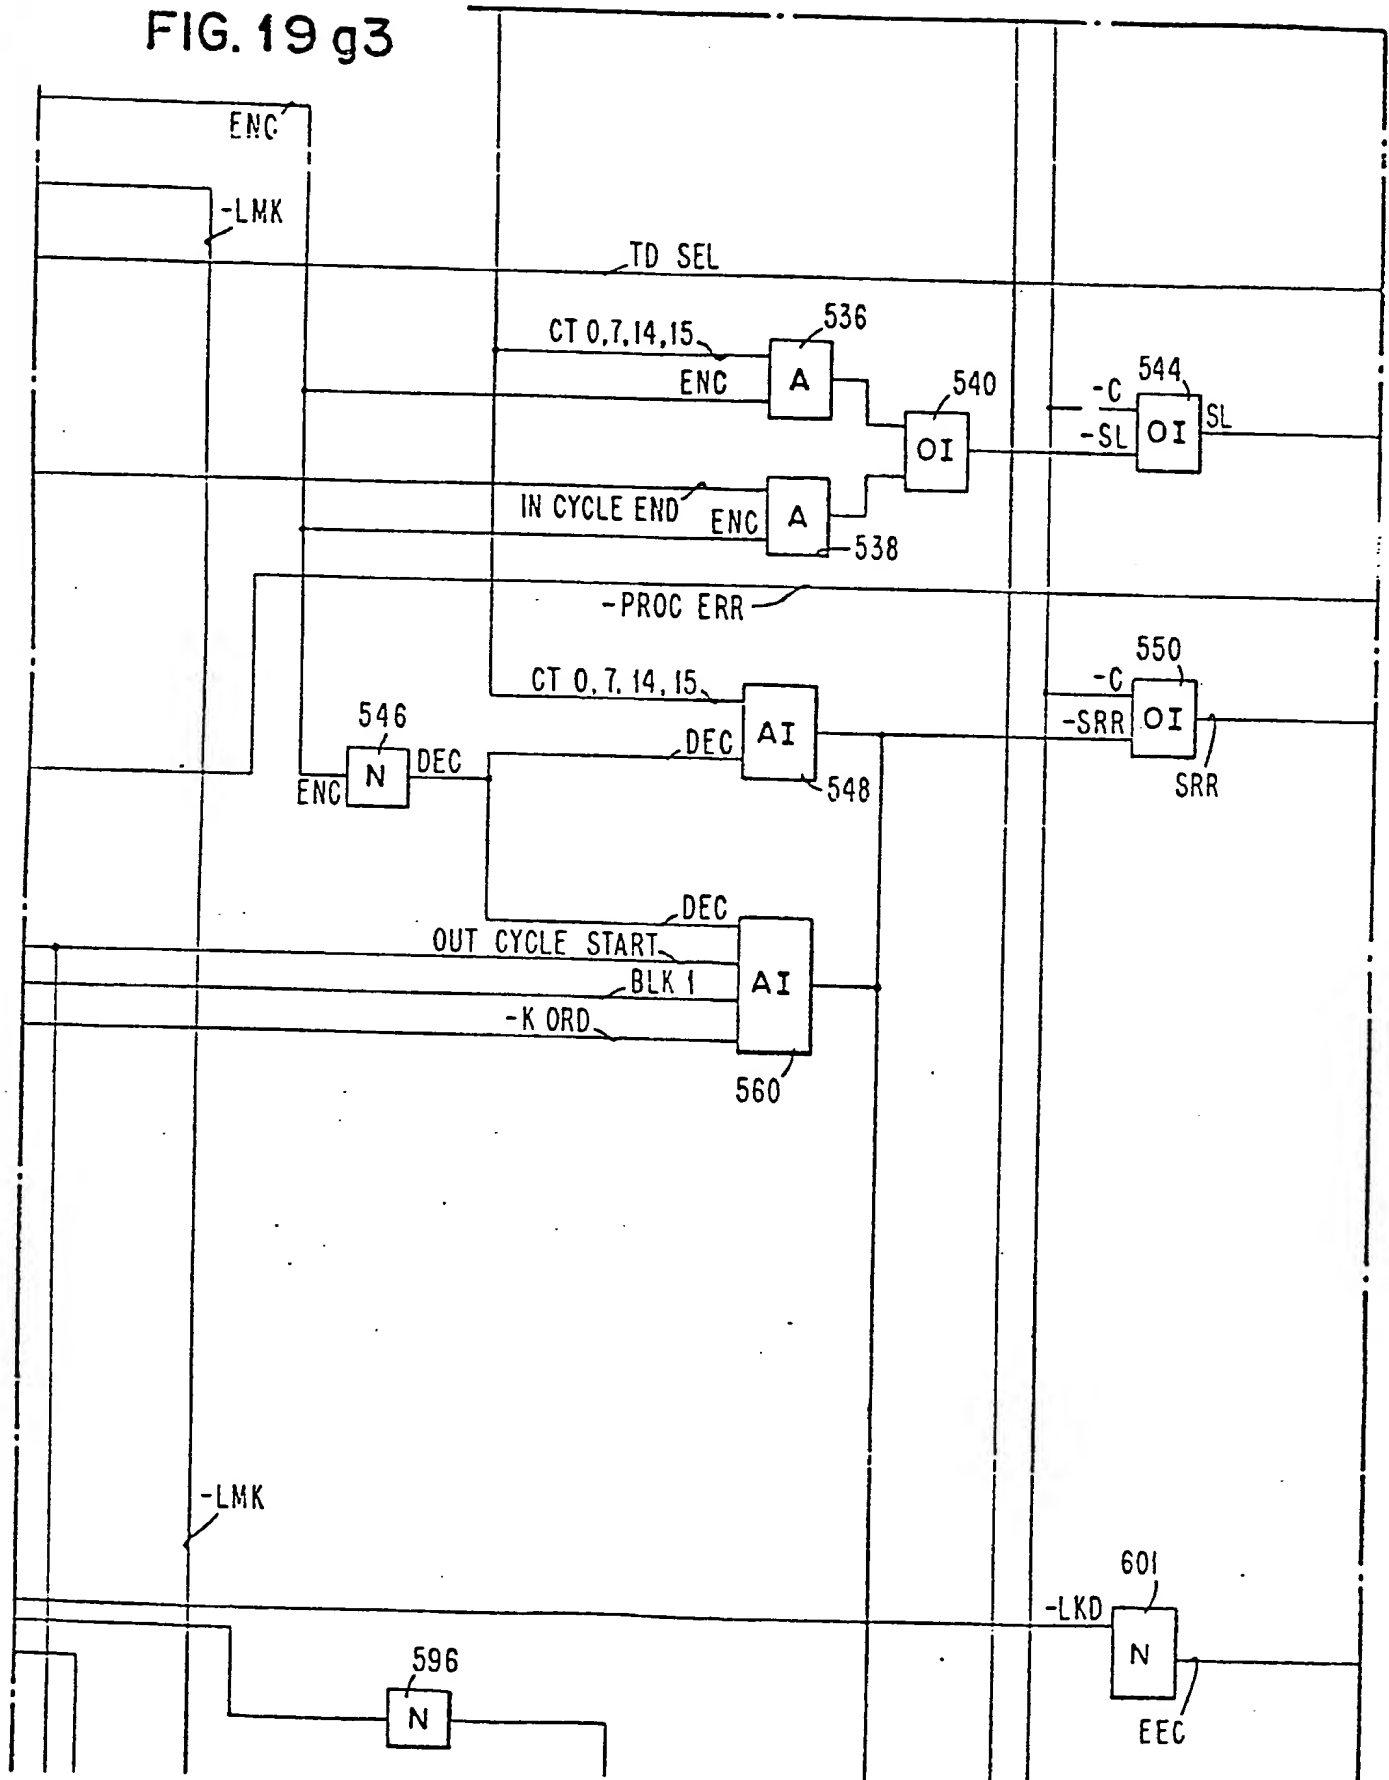 FIG. 19 g3
ENC
-LMK
TD SEL
CT 0,7,14,15
536
ENC
A
540
544
-C
SL
OI
-SL
OI
IN CYCLE END
ENC
A
538
-PROC ERR
550
CT 0,7,14,15
-C
546
AI
-SRR
OI
DEC
DEC
N
ENC
548
SRR
DEC
OUT CYCLE START
BLK 1
AI
-K ORD
560
-LMK
601
-LKD
N
596
N
EEC